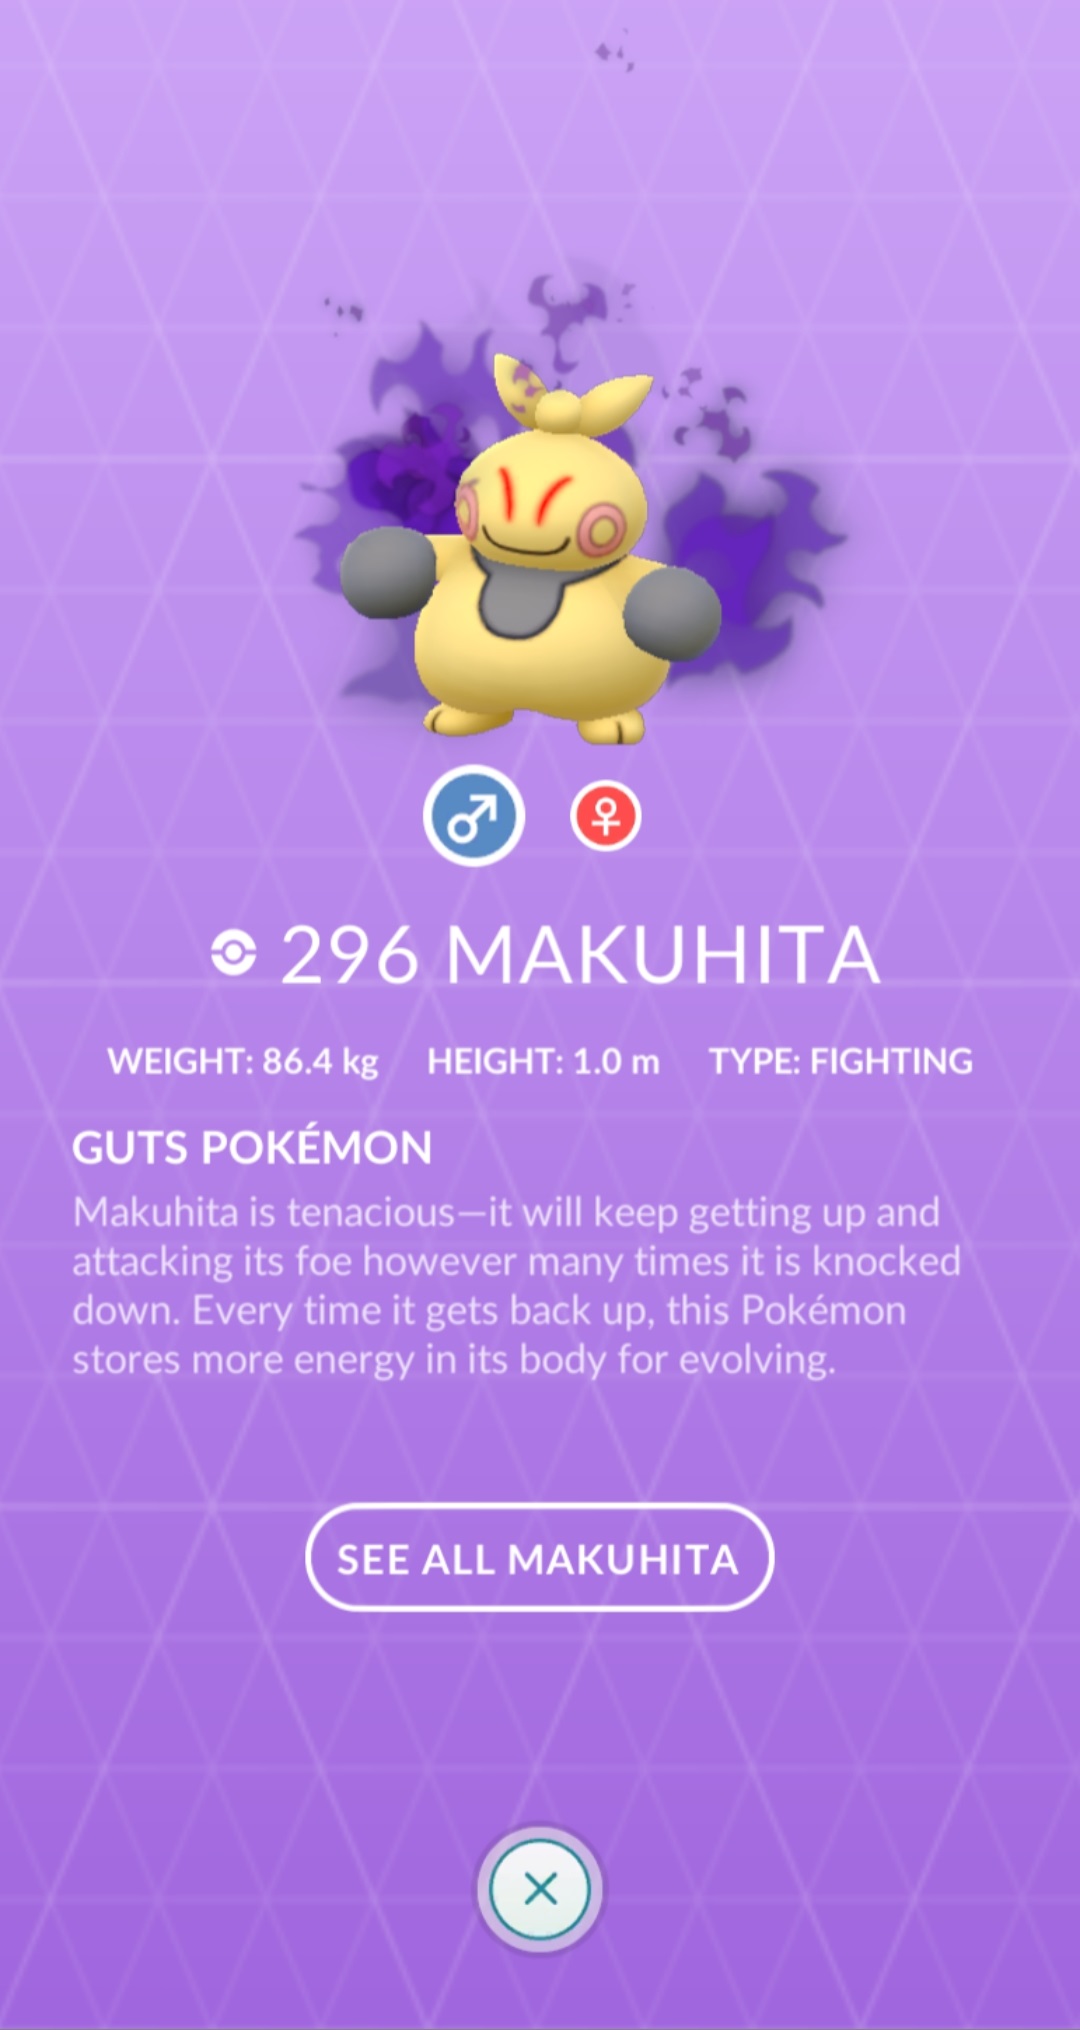 296 MAKUHITA
WEIGHT: 86.4 kg HEIGHT: 1.0 m TYPE: FIGHTING
GUTS POKÉMON
Makuhita is tenacious—it will keep getting up and
attacking its foe however many times it is knocked
down. Every time it gets back up, this Pokémon
stores more energy in its body for evolving.
SEE ALL MAKUHITA